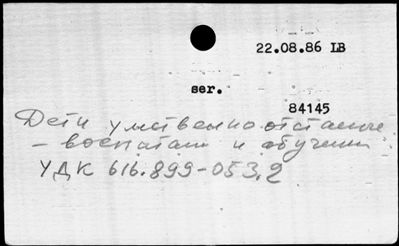 22.08.86 LB
ser.
84145
Дети умственно отсталые
– воспитание и обучение
УДК 616.899-053.2